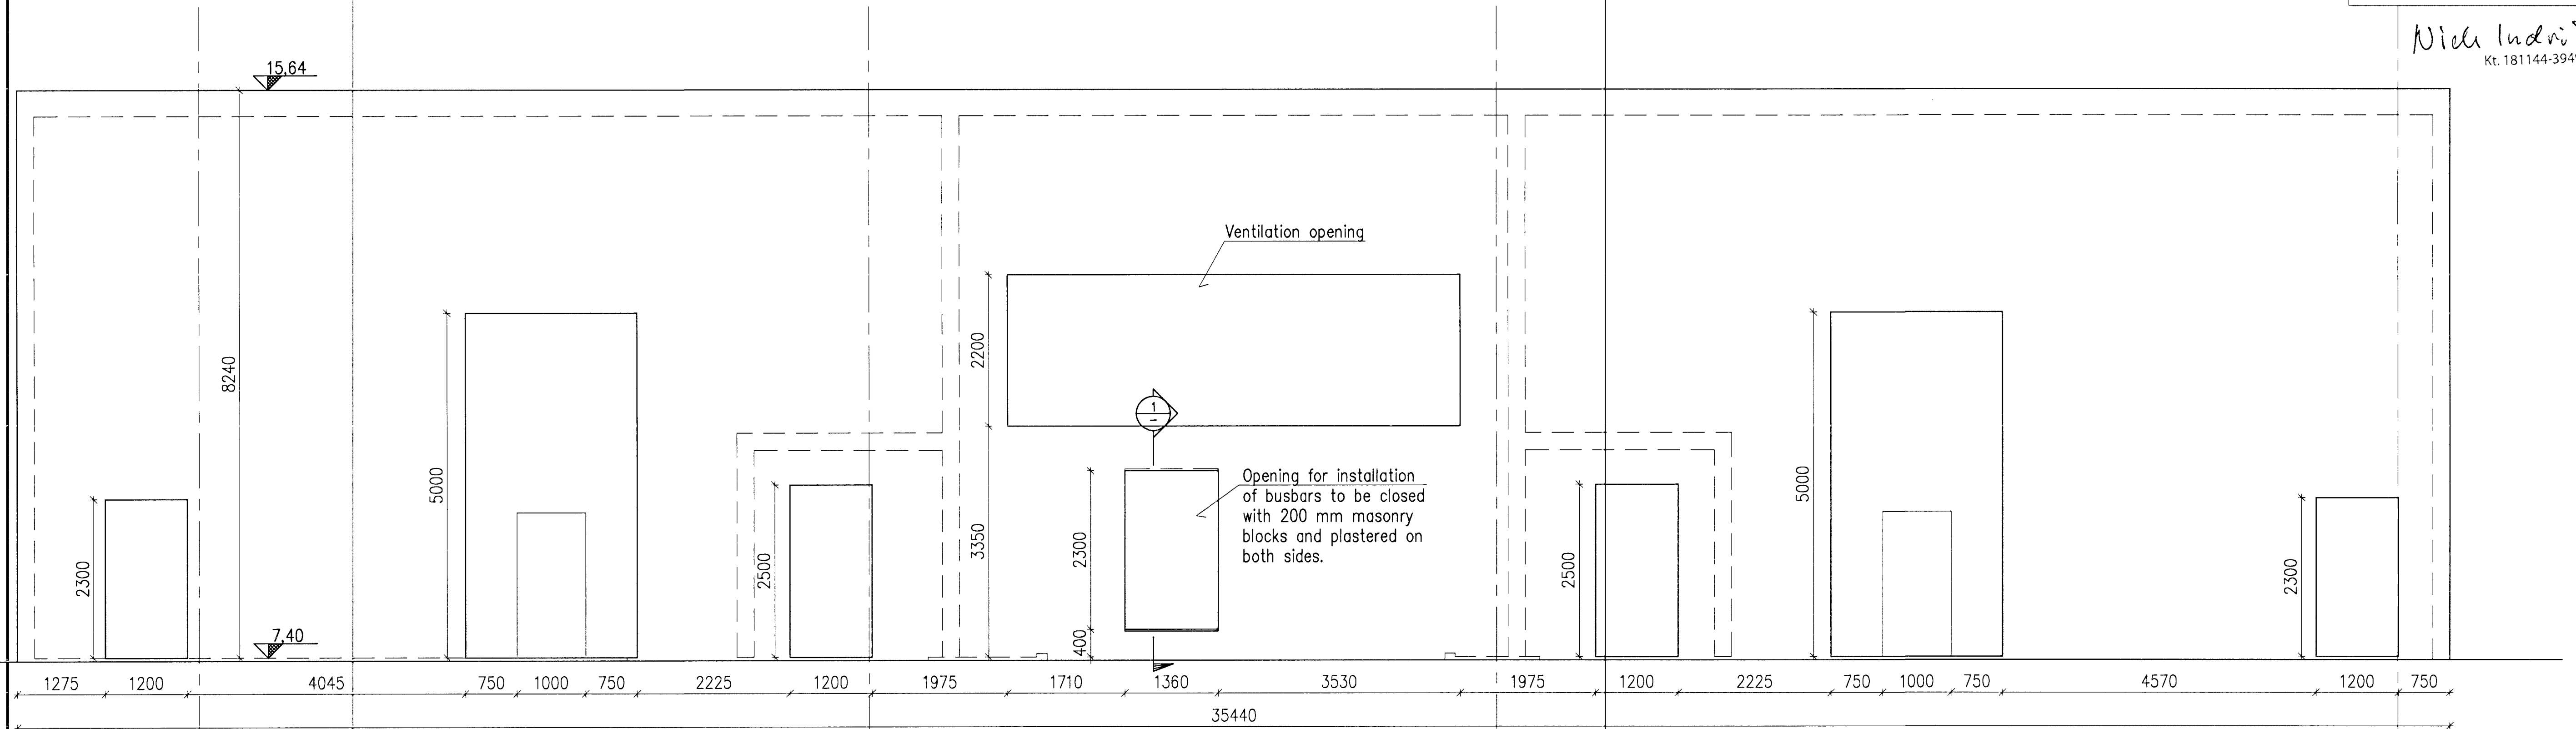 Kt. 181144-394
15,64
Ventilation opening
2200
8240
5000
5000
Opening for installation
of busbars to be closed
with 200 mm masonry
blocks and plastered on
both sides.
1
–
2300
2500
3350
2300
2500
2300
400
7,40
1275 1200 4045 750 1000 750 2225 1200 1975 1710 1360 3530 1975 1200 2225 750 1000 750 4570 1200 750
35440